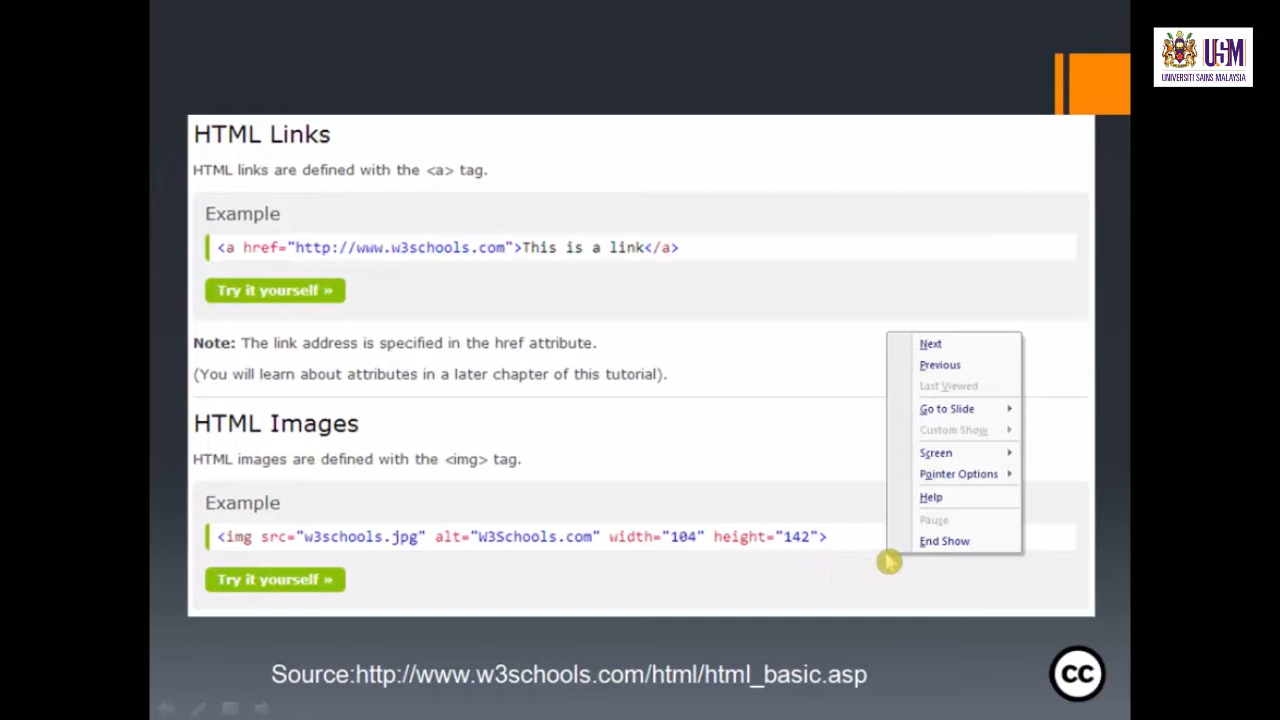 USM
UNIVERSITI SAINS MALAYSIA
HTML Links
HTML links are defined with the <a> tag.
Example
<a href="http://www.w3schools.com">This is a link</a>
Try it yourself »
Note: The link address is specified in the href attribute.
(You will learn about attributes in a later chapter of this tutorial).
HTML Images
HTML images are defined with the <img> tag.
Example
<img src="w3schools.jpg" alt="W3Schools.com" width="104" height="142">
Try it yourself »
Next
Previous
Last Viewed
Go to Slide
Custom Show
Screen
Pointer Options
Help
Pause
End Show
Source:http://www.w3schools.com/html/html_basic.asp
CC